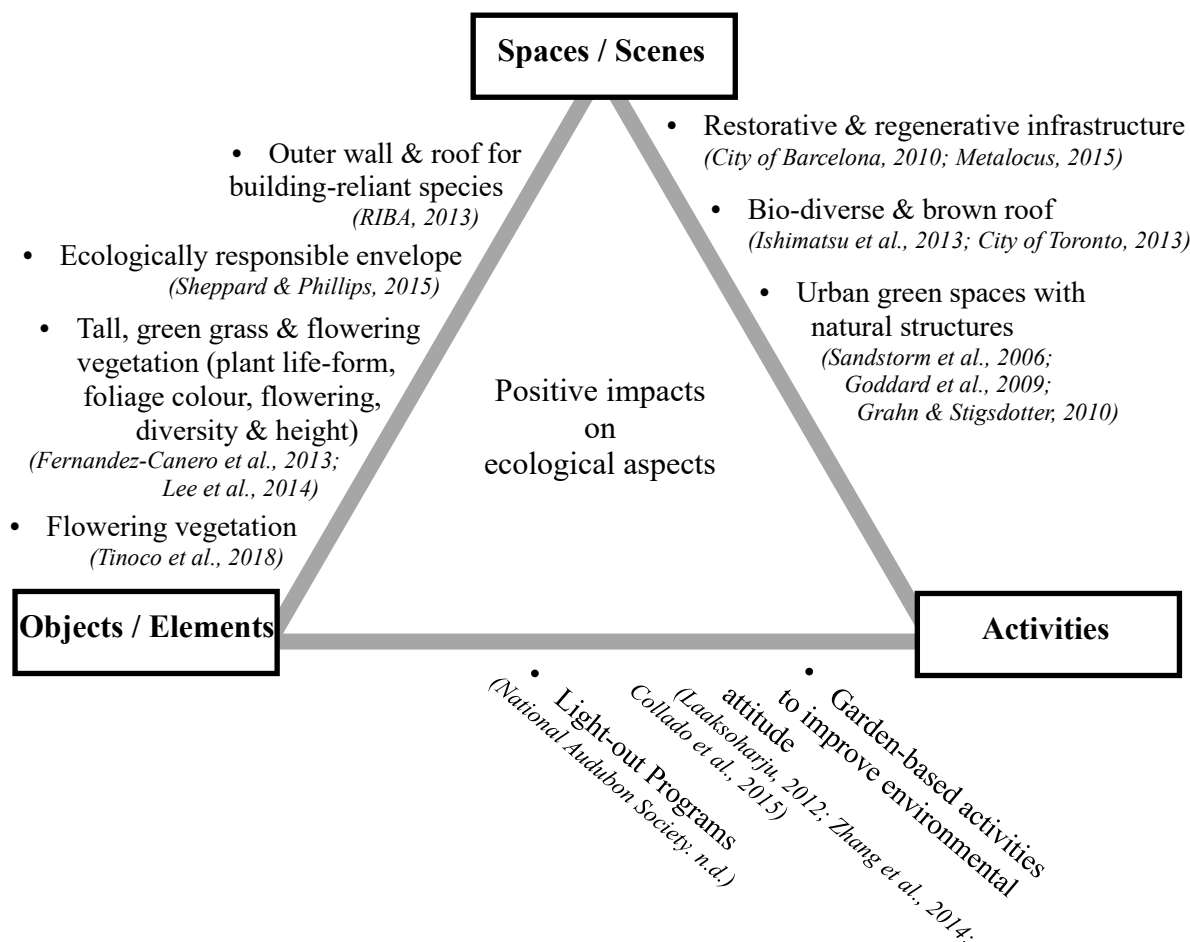 Spaces / Scenes
• Outer wall & roof for
building-reliant species
(RIBA, 2013)
• Ecologically responsible envelope
(Sheppard & Phillips, 2015)
• Tall, green grass & flowering
vegetation (plant life-form,
foliage colour, flowering,
diversity & height)
(Fernandez-Canero et al., 2013;
Lee et al., 2014)
• Flowering vegetation
(Tinoco et al., 2018)
• Restorative & regenerative infrastructure
(City of Barcelona, 2010; Metalocus, 2015)
• Bio-diverse & brown roof
(Ishimatsu et al., 2013; City of Toronto, 2013)
• Urban green spaces with
natural structures
(Sandstorm et al., 2006;
Goddard et al., 2009;
Grahn & Stigsdotter, 2010)
Positive impacts
on
ecological aspects
Objects / Elements
Activities
• Light-out Programs
(National Audubon Society. n.d.)
• Garden-based activities
to improve environmental
attitude
(Laaksoharju, 2012; Zhang et al., 2014;
Collado et al., 2015)